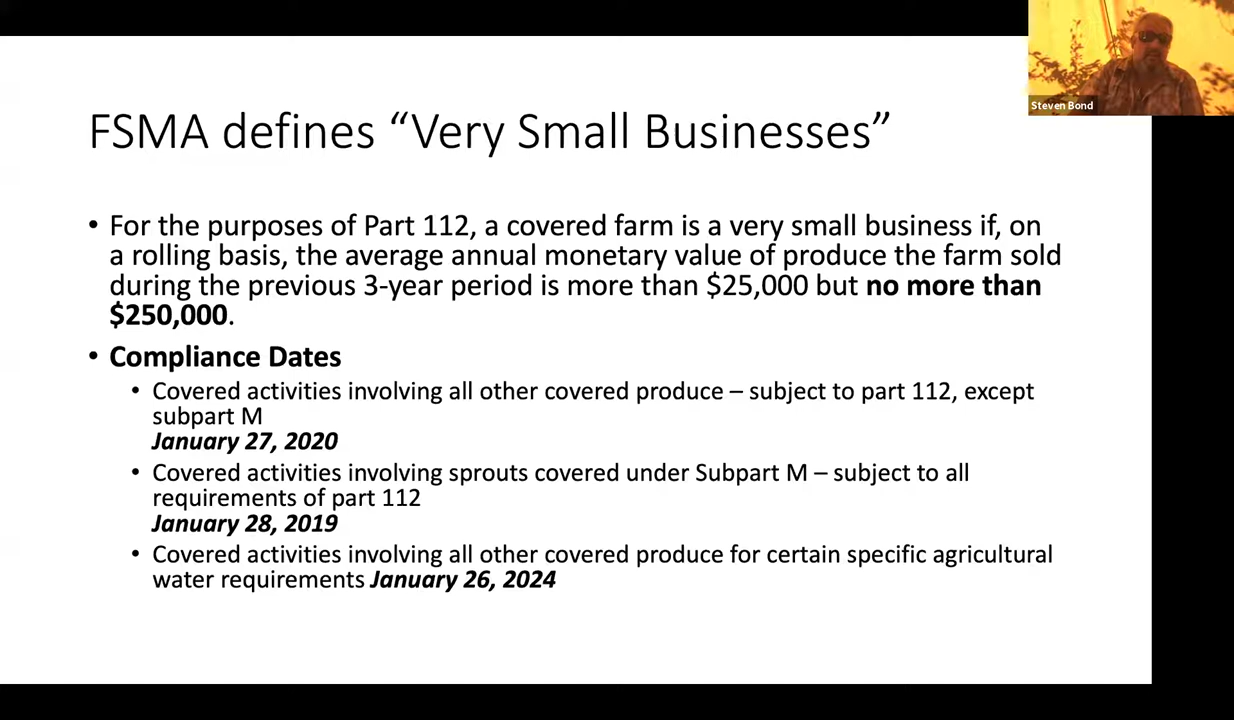 Steven Bond
FSMA defines “Very Small Businesses”
• For the purposes of Part 112, a covered farm is a very small business if, on
a rolling basis, the average annual monetary value of produce the farm sold
during the previous 3-year period is more than $25,000 but no more than
$250,000.
• Compliance Dates
• Covered activities involving all other covered produce – subject to part 112, except
subpart M
January 27, 2020
• Covered activities involving sprouts covered under Subpart M – subject to all
requirements of part 112
January 28, 2019
• Covered activities involving all other covered produce for certain specific agricultural
water requirements January 26, 2024